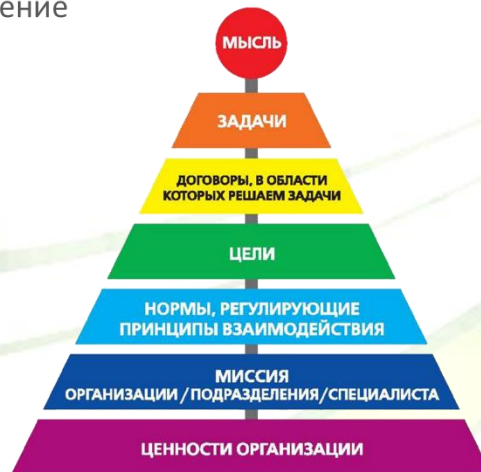 ение
МЫСЛЬ
ЗАДАЧИ
ДОГОВОРЫ, В ОБЛАСТИ
КОТОРЫХ РЕШАЕМ ЗАДАЧИ
ЦЕЛИ
НОРМЫ, РЕГУЛИРУЮЩИЕ
ПРИНЦИПЫ ВЗАИМОДЕЙСТВИЯ
МИССИЯ
ОРГАНИЗАЦИИ / ПОДРАЗДЕЛЕНИЯ / СПЕЦИАЛИСТА
ЦЕННОСТИ ОРГАНИЗАЦИИ